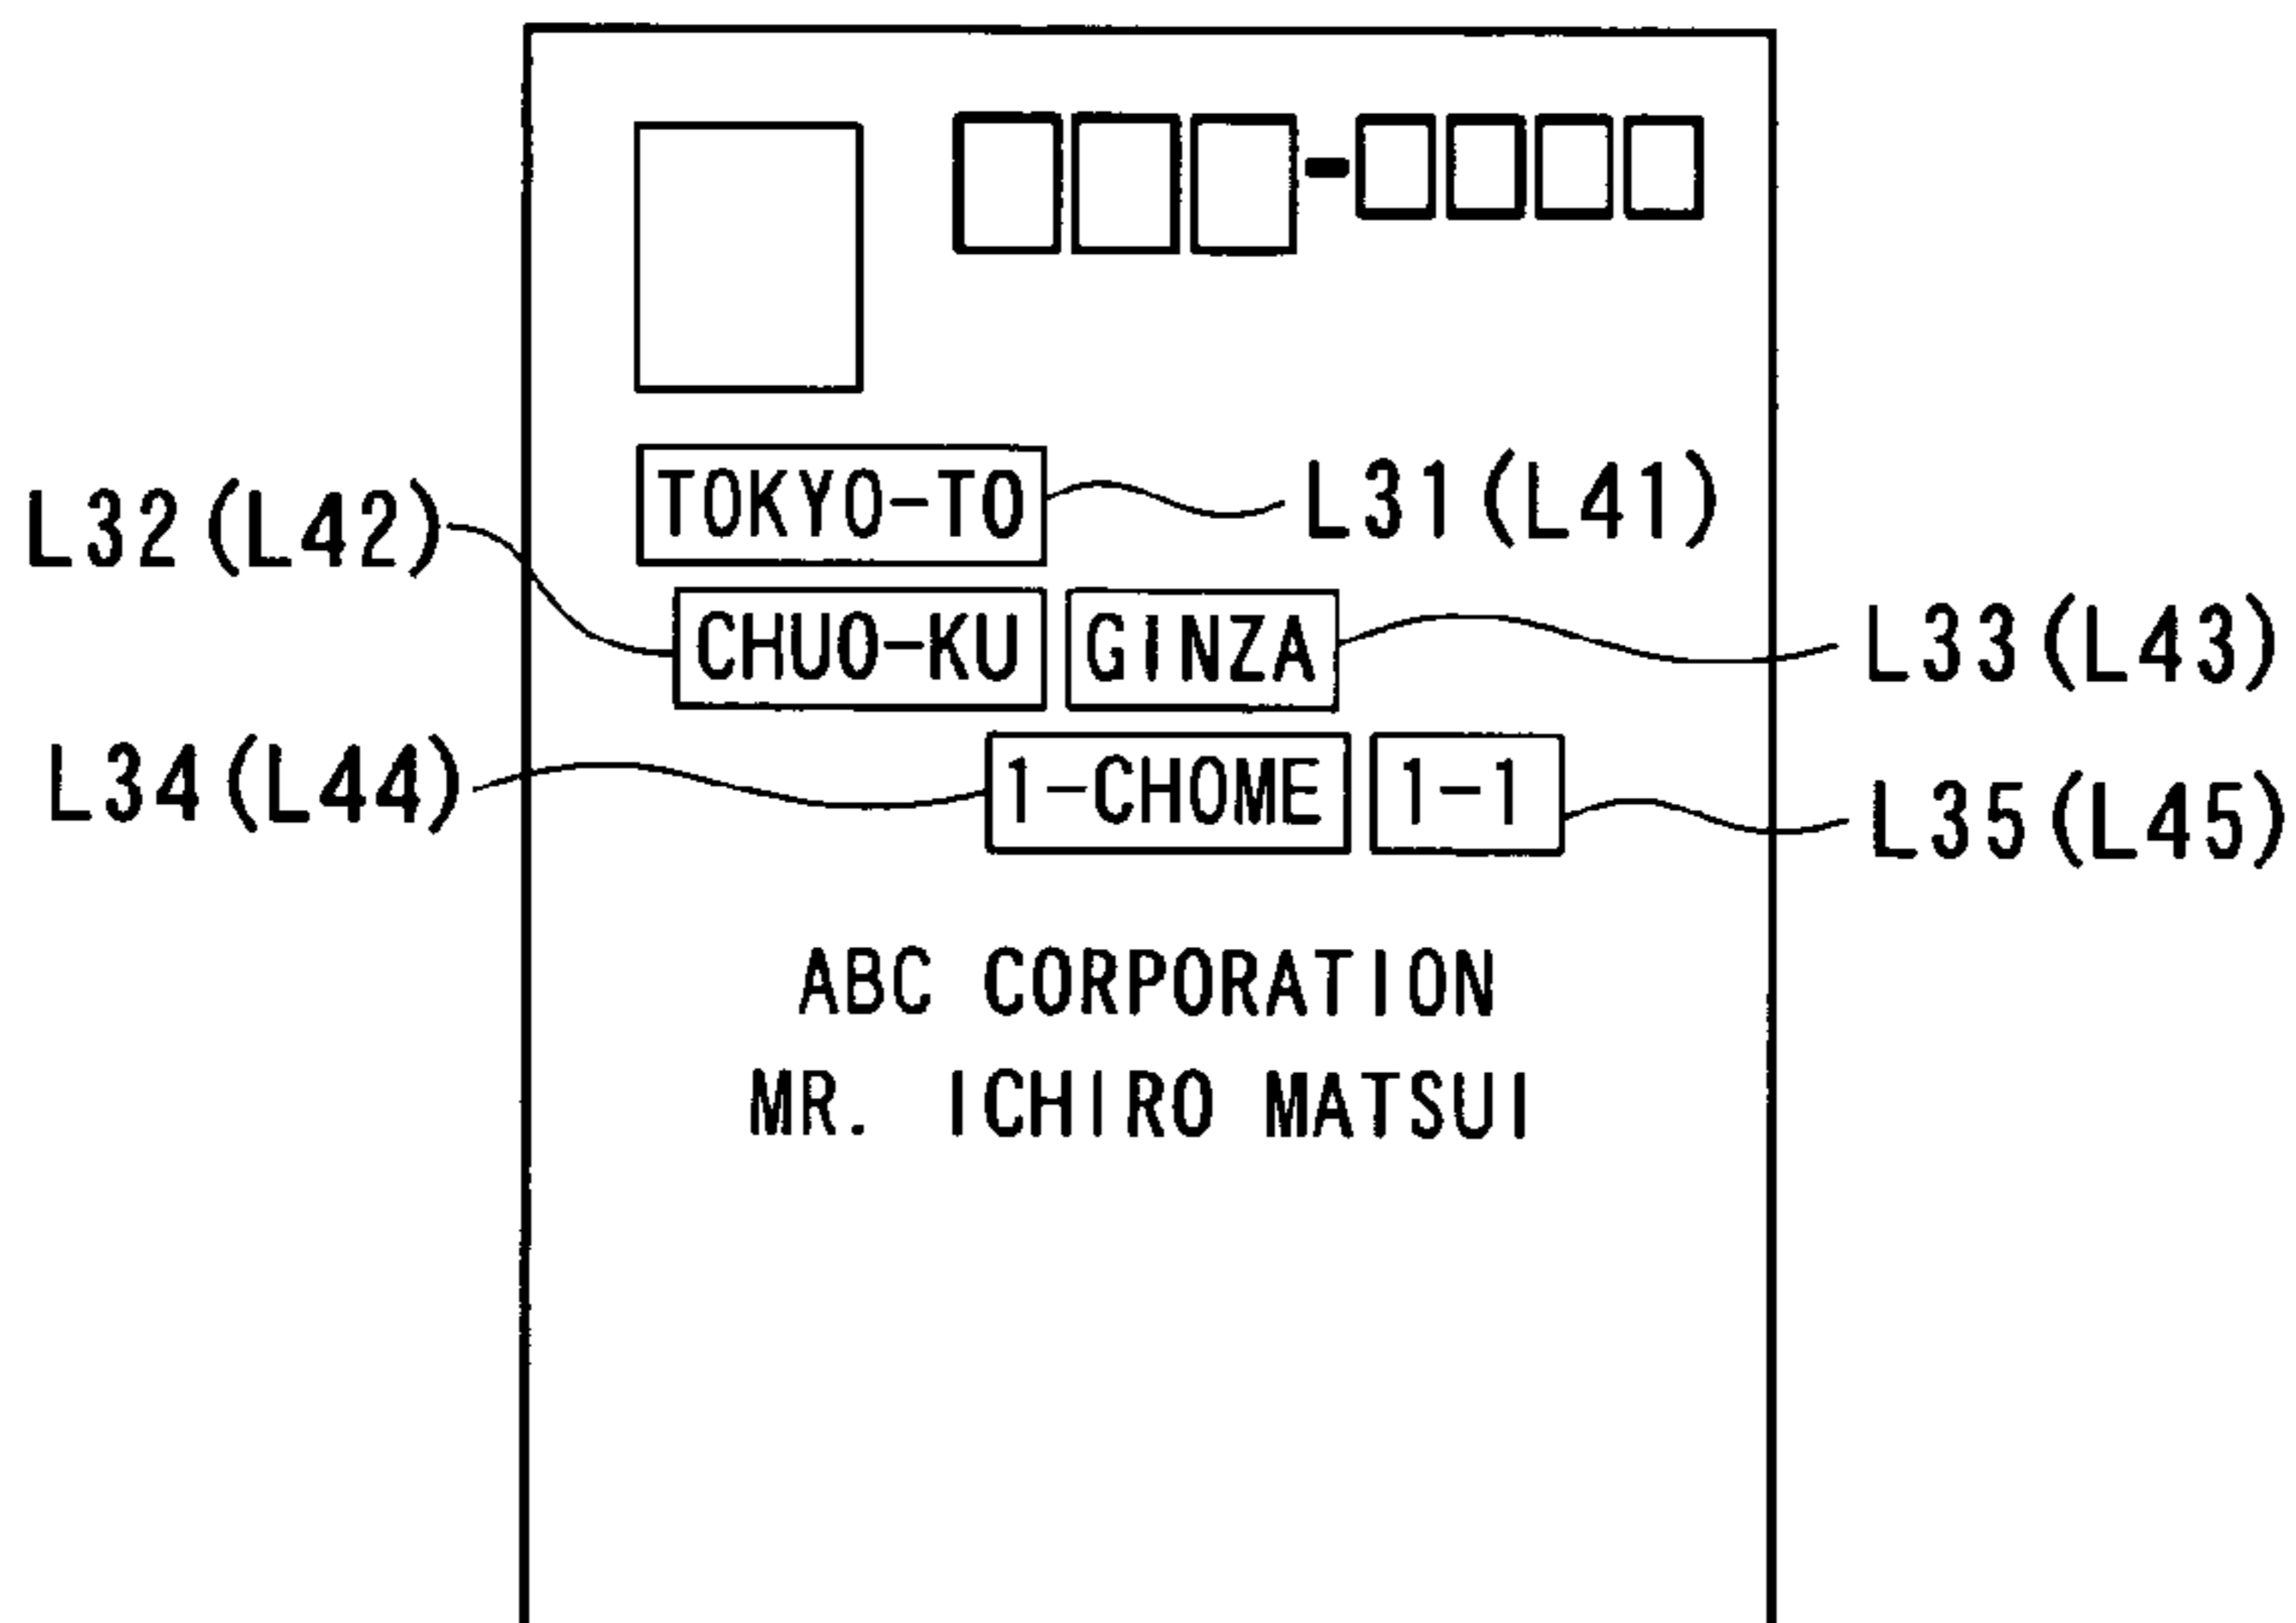 TOKYO-TO L31(L41)
L32(L42)
CHUO-KU GINZA L33(L43)
L34(L44) 1-CHOME 1-1 L35(L45)
ABC CORPORATION
MR. ICHIRO MATSUI